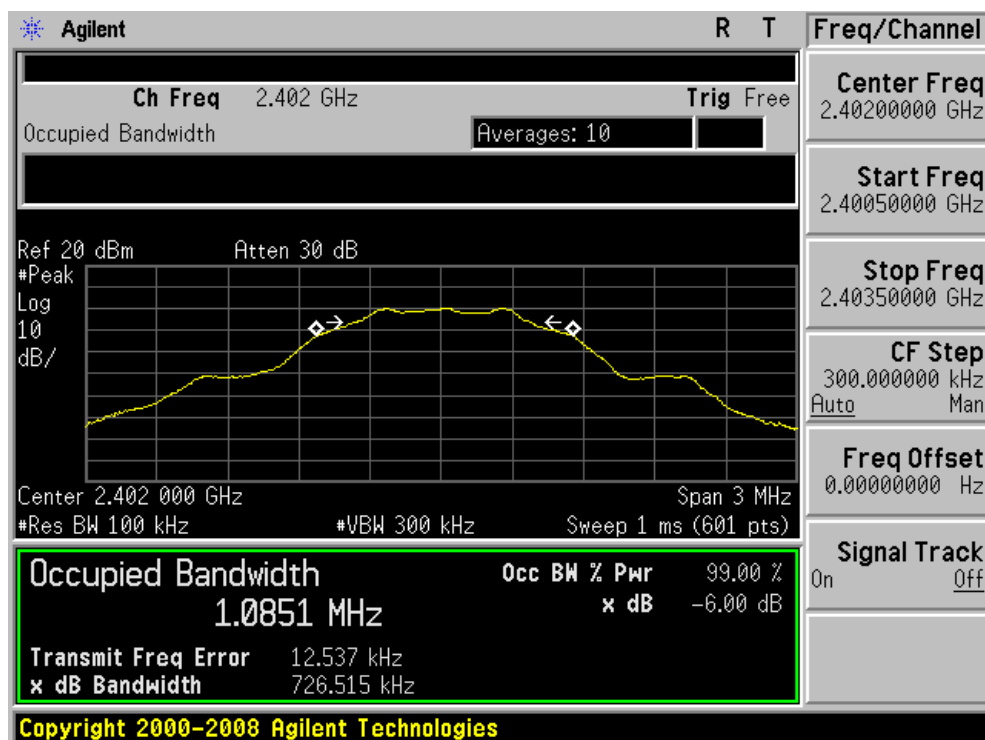 Agilent R T
Ch Freq 2.402 GHz Trig Free
Occupied Bandwidth Averages: 10
Ref 20 dBm Atten 30 dB
#Peak
Log
10
dB/
Center 2.402 000 GHz Span 3 MHz
#Res BW 100 kHz #VBW 300 kHz Sweep 1 ms (601 pts)
Occupied Bandwidth Occ BW % Pwr 99.00 %
1.0851 MHz x dB -6.00 dB
Transmit Freq Error 12.537 kHz
x dB Bandwidth 726.515 kHz
Copyright 2000-2008 Agilent Technologies
Freq/Channel
Center Freq
2.40200000 GHz
Start Freq
2.40050000 GHz
Stop Freq
2.40350000 GHz
CF Step
300.000000 kHz
Auto Man
Freq Offset
0.00000000 Hz
Signal Track
On Off